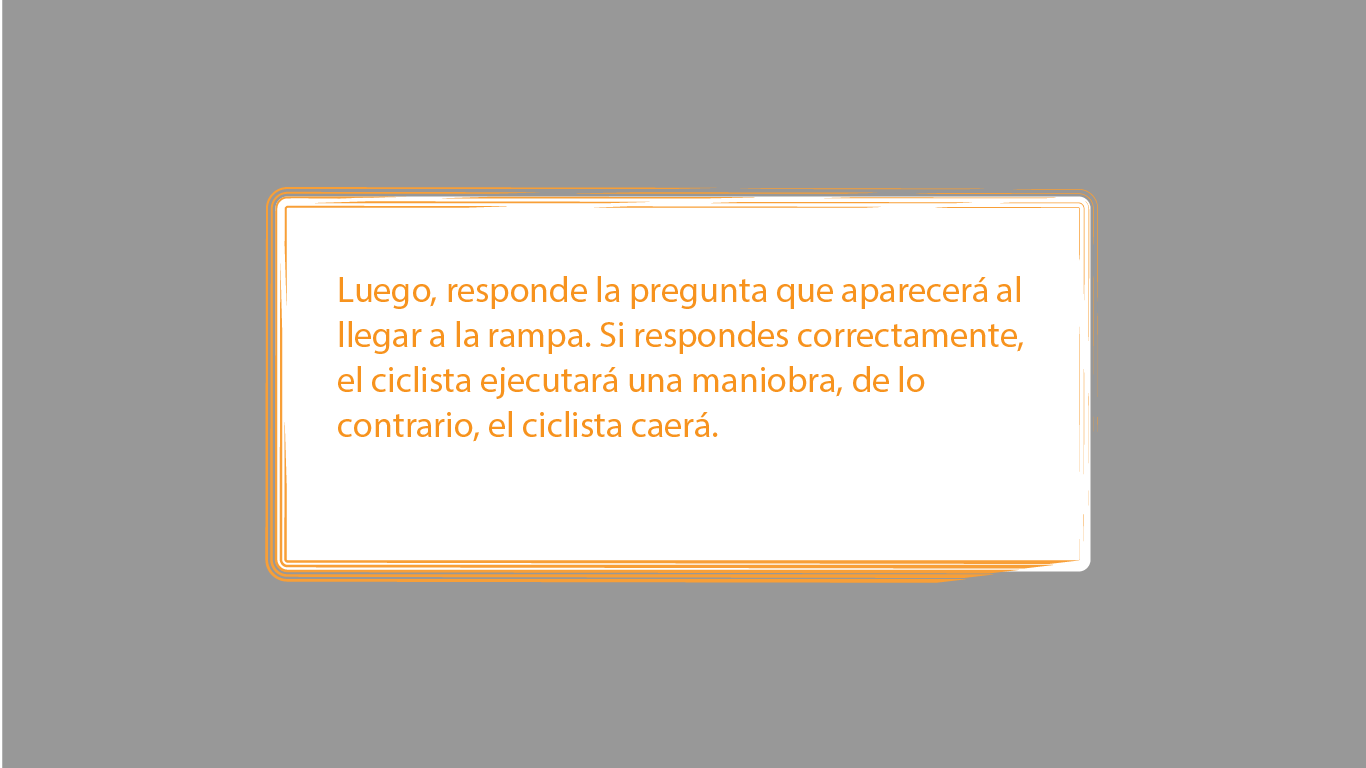 Luego, responde la pregunta que aparecerá al
llegar a la rampa. Si respondes correctamente,
el ciclista ejecutará una maniobra, de lo
contrario, el ciclista caerá.